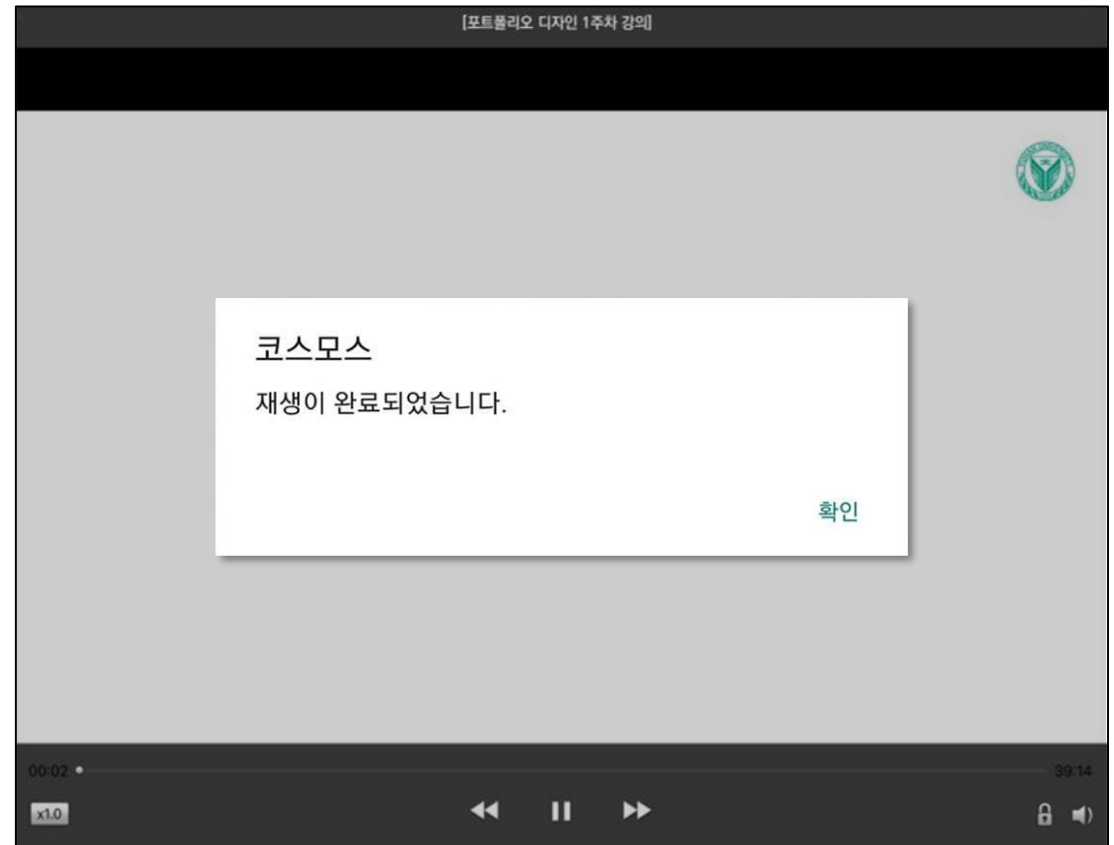 [포트폴리오 디자인 1주차 강의]
코스모스
재생이 완료되었습니다.
확인
00:02
39:14
x1.0